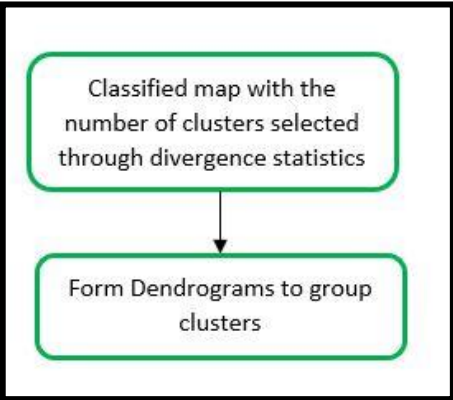 Classified map with the
number of clusters selected
through divergence statistics
Form Dendrograms to group
clusters